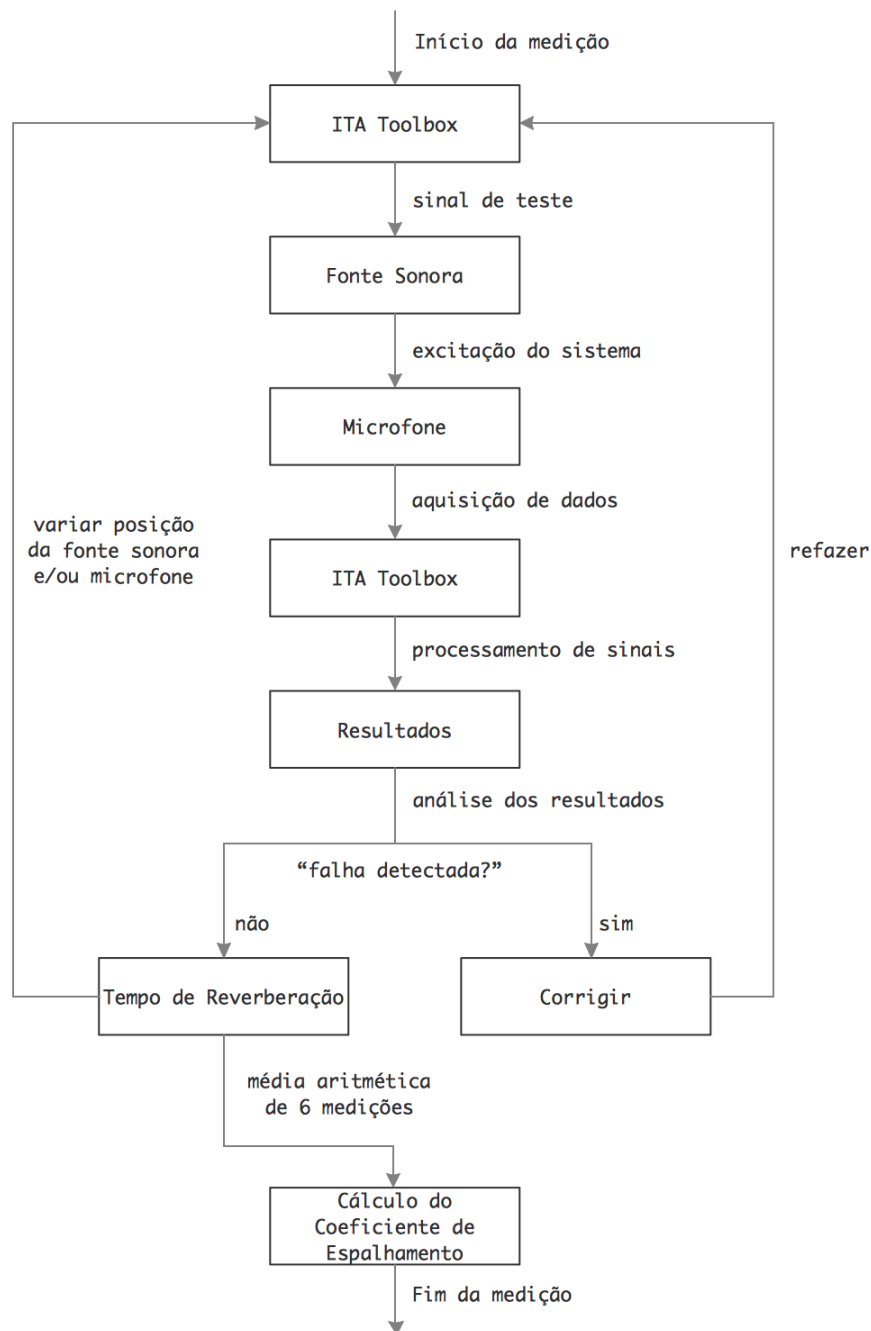 Início da medição
ITA Toolbox
sinal de teste
Fonte Sonora
excitação do sistema
Microfone
aquisição de dados
variar posição
da fonte sonora
e/ou microfone
refazer
ITA Toolbox
processamento de sinais
Resultados
análise dos resultados
“falha detectada?”
não
sim
Tempo de Reverberação
Corrigir
média aritmética
de 6 medições
Cálculo do
Coeficiente de
Espalhamento
Fim da medição